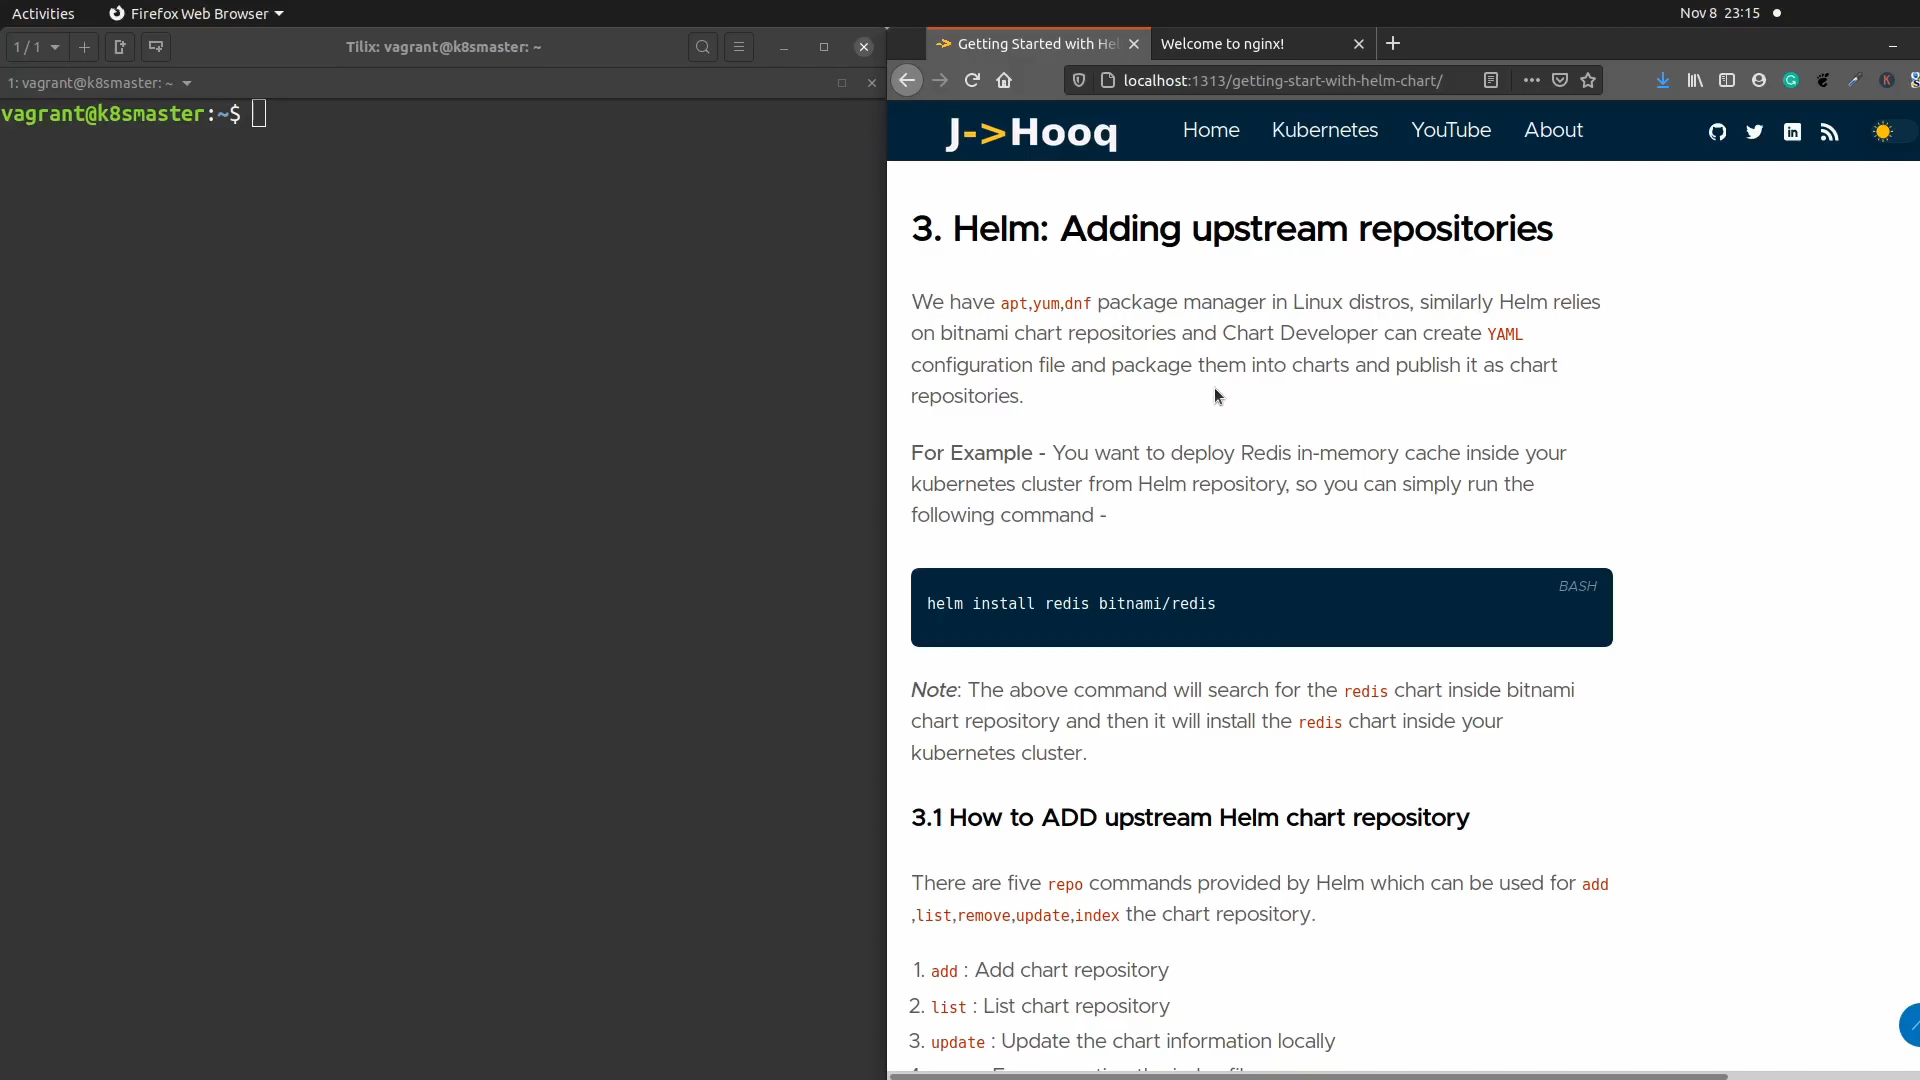 Activities
Firefox Web Browser
Nov 8 23:15
1 / 1
Tilix: vagrant@k8smaster: ~
1: vagrant@k8smaster: ~
vagrant@k8smaster:~$
Getting Started with Hel
Welcome to nginx!
localhost:1313/getting-start-with-helm-chart/
J->Hooq
Home
Kubernetes
YouTube
About
3. Helm: Adding upstream repositories
We have apt,yum,dnf package manager in Linux distros, similarly Helm relies
on bitnami chart repositories and Chart Developer can create YAML
configuration file and package them into charts and publish it as chart
repositories.
For Example - You want to deploy Redis in-memory cache inside your
kubernetes cluster from Helm repository, so you can simply run the
following command -
BASH
helm install redis bitnami/redis
Note: The above command will search for the redis chart inside bitnami
chart repository and then it will install the redis chart inside your
kubernetes cluster.
3.1 How to ADD upstream Helm chart repository
There are five repo commands provided by Helm which can be used for add
,list,remove,update,index the chart repository.
1. add : Add chart repository
2. list : List chart repository
3. update : Update the chart information locally